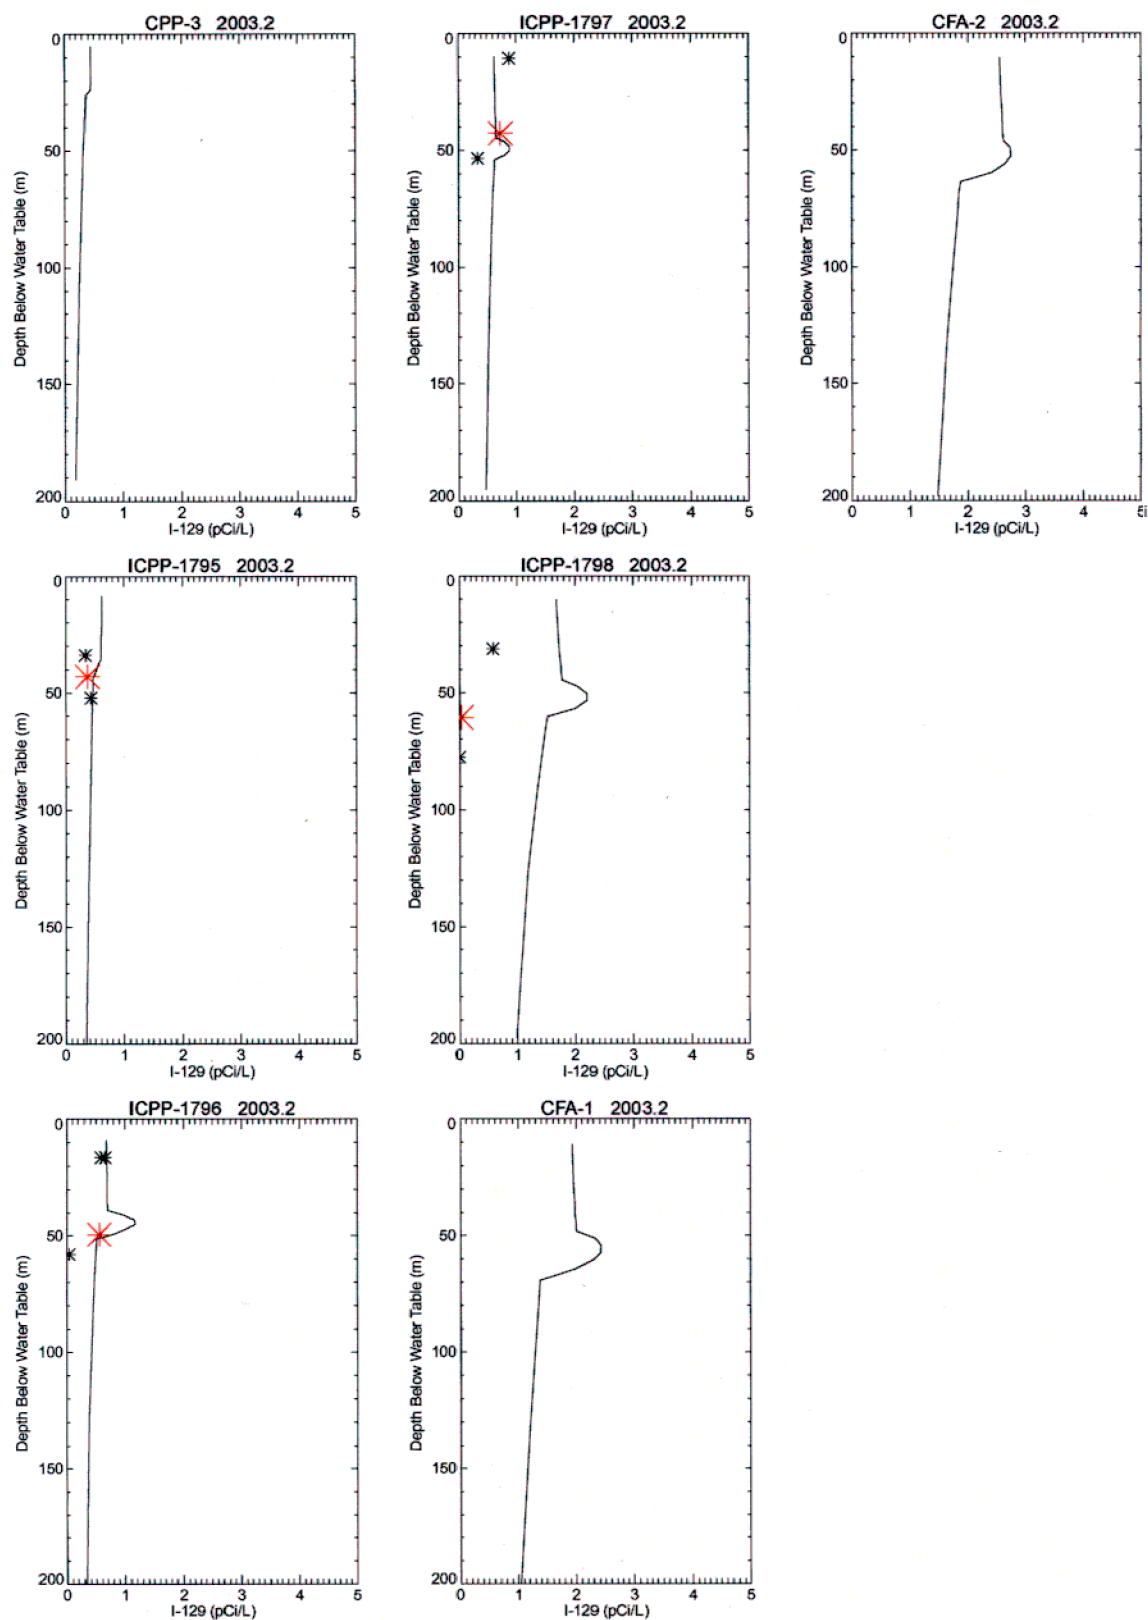 CPP-3 2003.2
0
50
100
150
200
Depth Below Water Table (m)
0 1 2 3 4 5
I-129 (pCi/L)
ICPP-1797 2003.2
0
50
100
150
200
Depth Below Water Table (m)
0 1 2 3 4 5
I-129 (pCi/L)
CFA-2 2003.2
0
50
100
150
200
Depth Below Water Table (m)
0 1 2 3 4 5
I-129 (pCi/L)
ICPP-1795 2003.2
0
50
100
150
200
Depth Below Water Table (m)
0 1 2 3 4 5
I-129 (pCi/L)
ICPP-1798 2003.2
0
50
100
150
200
Depth Below Water Table (m)
0 1 2 3 4 5
I-129 (pCi/L)
ICPP-1796 2003.2
0
50
100
150
200
Depth Below Water Table (m)
0 1 2 3 4 5
I-129 (pCi/L)
CFA-1 2003.2
0
50
100
150
200
Depth Below Water Table (m)
0 1 2 3 4 5
I-129 (pCi/L)